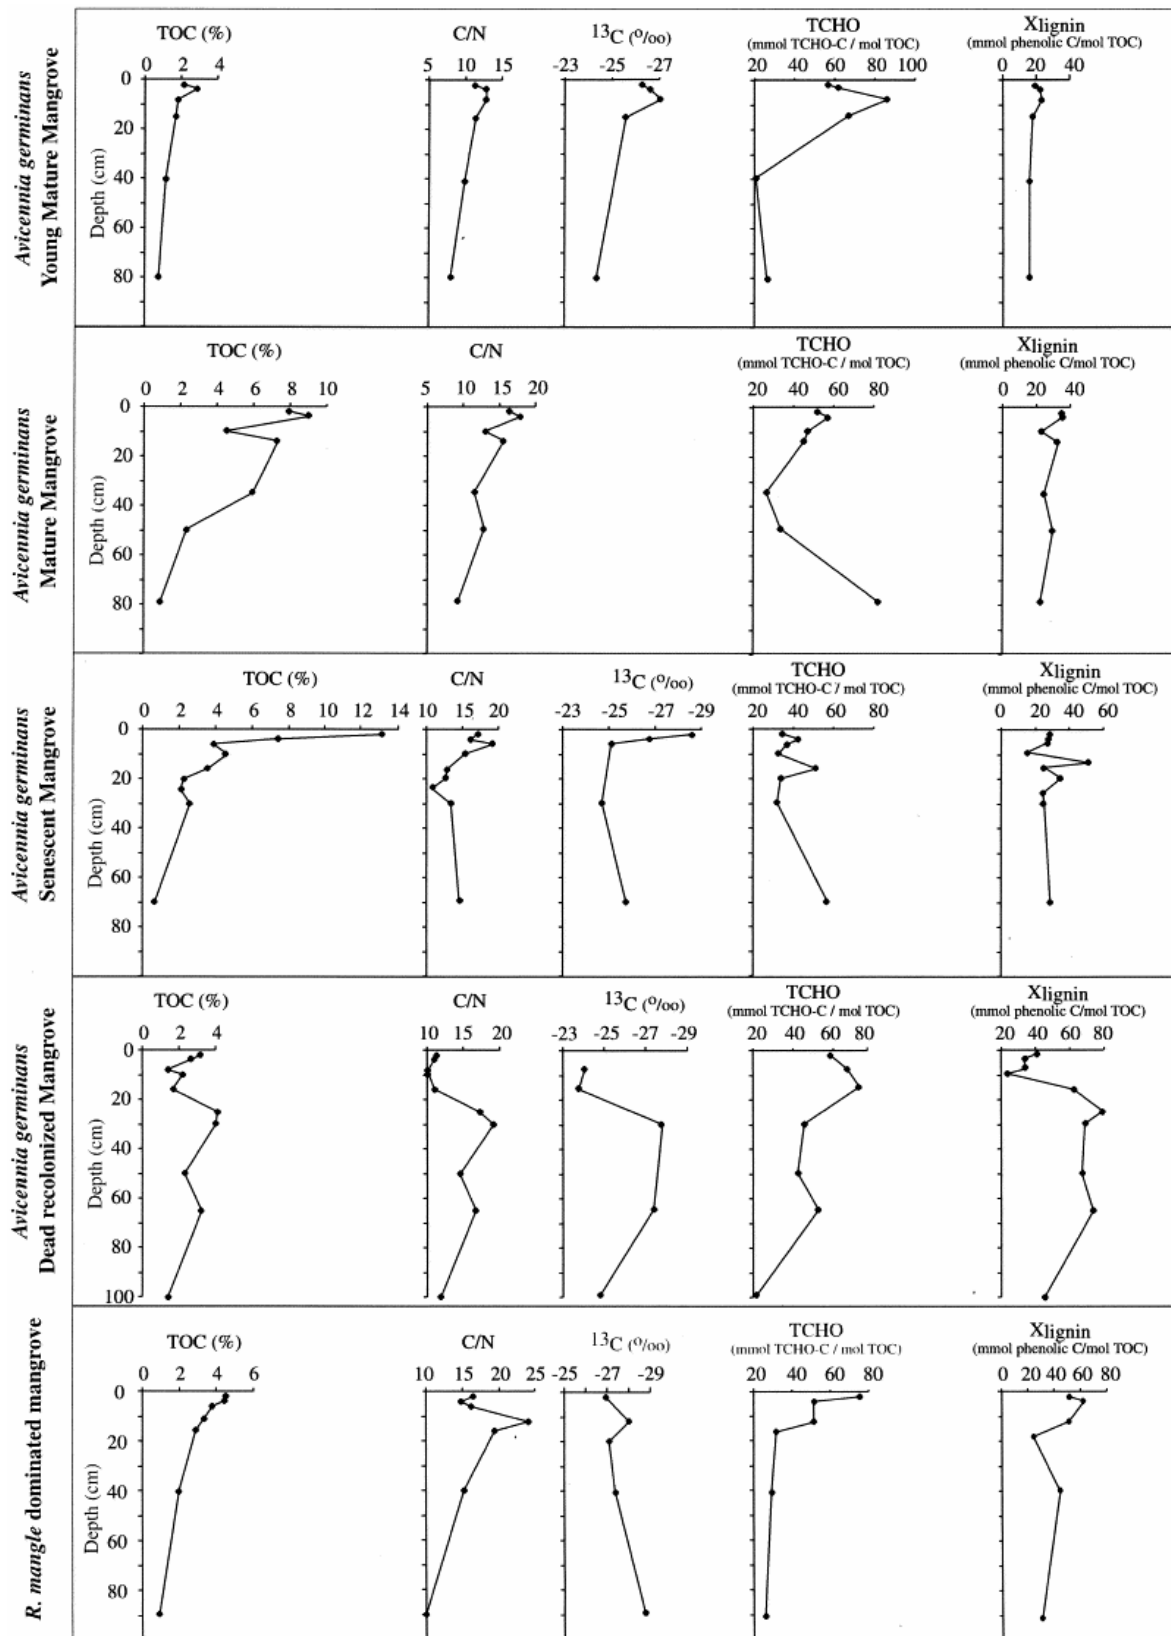 Avicennia germinans
Young Mature Mangrove
TOC (%)
0 2 4
C/N
5 10 15
13C (o/oo)
-23 -25 -27
TCHO
(mmol TCHO-C / mol TOC)
20 40 60 80 100
Xlignin
(mmol phenolic C/mol TOC)
0 20 40
Depth (cm)
0
20
40
60
80
Avicennia germinans
Mature Mangrove
TOC (%)
0 2 4 6 8 10
C/N
5 10 15 20
TCHO
(mmol TCHO-C / mol TOC)
20 40 60 80
Xlignin
(mmol phenolic C/mol TOC)
0 20 40
Depth (cm)
0
20
40
60
80
Avicennia germinans
Senescent Mangrove
TOC (%)
0 2 4 6 8 10 12 14
C/N
10 15 20
13C (o/oo)
-23 -25 -27 -29
TCHO
(mmol TCHO-C / mol TOC)
20 40 60 80
Xlignin
(mmol phenolic C/mol TOC)
0 20 40 60
Depth (cm)
0
20
40
60
80
Avicennia germinans
Dead recolonized Mangrove
TOC (%)
0 2 4
C/N
10 15 20
13C (o/oo)
-23 -25 -27 -29
TCHO
(mmol TCHO-C / mol TOC)
20 40 60 80
Xlignin
(mmol phenolic C/mol TOC)
20 40 60 80
Depth (cm)
0
20
40
60
80
100
R. mangle dominated mangrove
TOC (%)
0 2 4 6
C/N
10 15 20 25
13C (o/oo)
-25 -27 -29
TCHO
(mmol TCHO-C / mol TOC)
20 40 60 80
Xlignin
(mmol phenolic C/mol TOC)
0 20 40 60 80
Depth (cm)
0
20
40
60
80